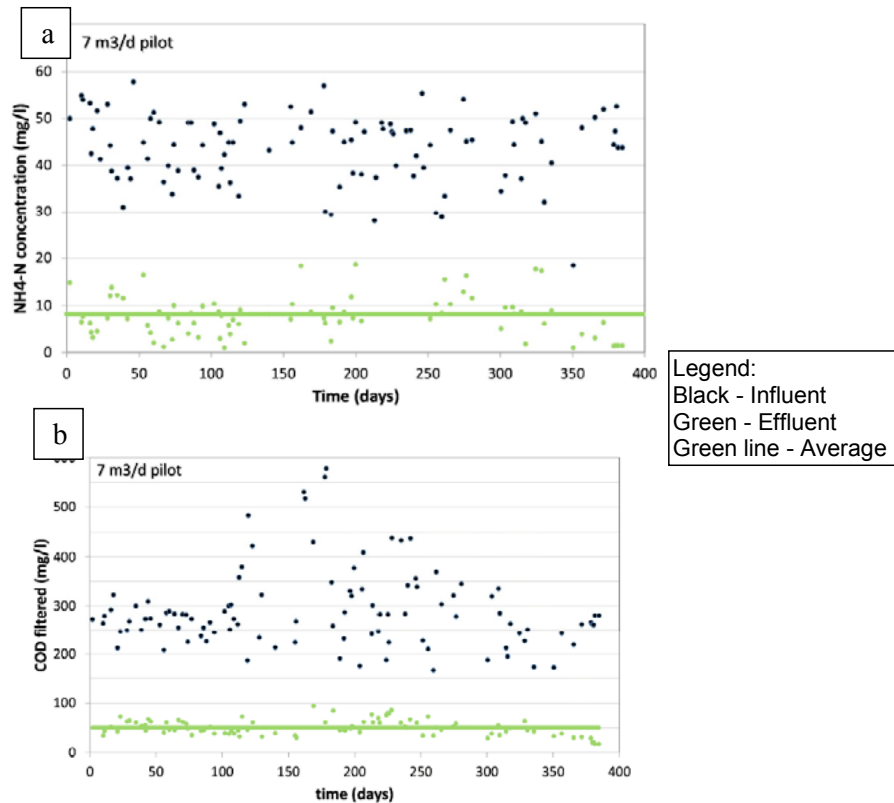 a
7 m3/d pilot
60
50
40
30
20
10
0
NH4-N concentration (mg/l)
0 50 100 150 200 250 300 350 400
Time (days)
Legend:
Black - Influent
Green - Effluent
Green line - Average
b
7 m3/d pilot
500
400
300
200
100
0
COD filtered (mg/l)
0 50 100 150 200 250 300 350 400
time (days)